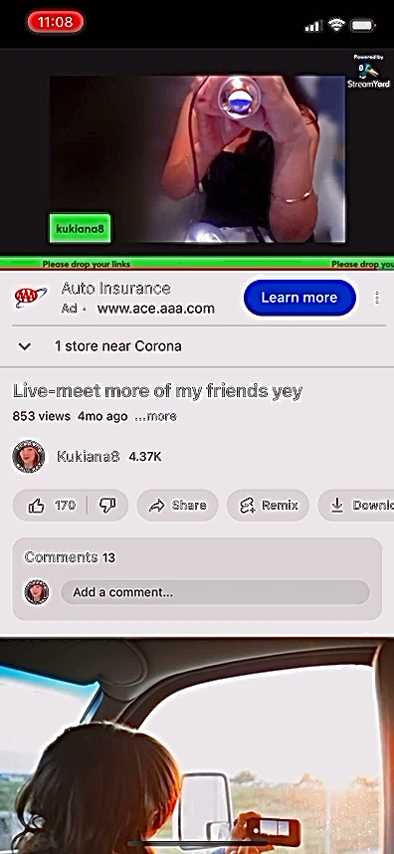 11:08
Powered by
StreamYard
kukiana8
Please drop your links
Please drop you
AAA
Auto Insurance
Ad · www.ace.aaa.com
Learn more
1 store near Corona
Live-meet more of my friends yey
853 views 4mo ago ...more
Kukiana8 4.37K
170
Share
Remix
Downlo
Comments 13
Add a comment...